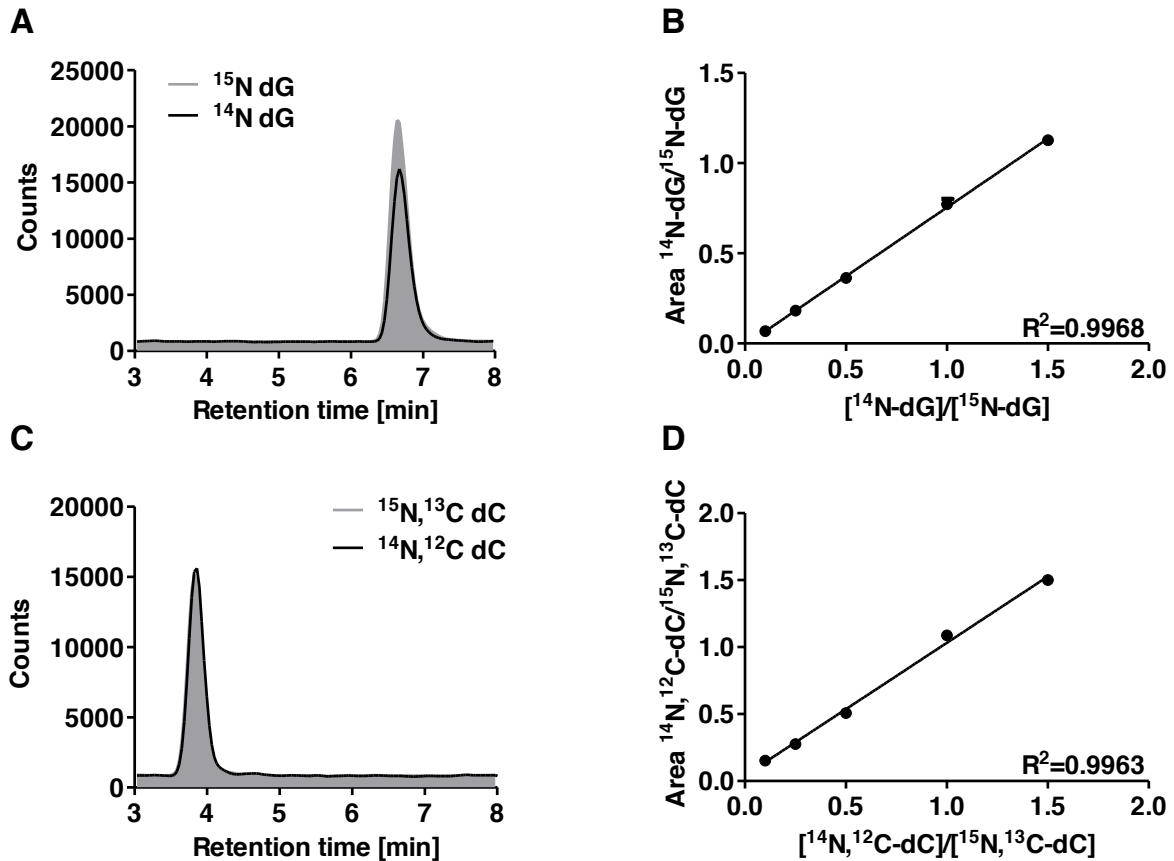 A
25000
20000
15000
10000
5000
0
Counts
¹⁵N dG
¹⁴N dG
3 4 5 6 7 8
Retention time [min]
B
1.5
1.0
0.5
0.0
Area ¹⁴N-dG/¹⁵N-dG
R²=0.9968
0.0 0.5 1.0 1.5 2.0
[¹⁴N-dG]/[¹⁵N-dG]
C
20000
15000
10000
5000
0
Counts
¹⁵N,¹³C dC
¹⁴N,¹²C dC
3 4 5 6 7 8
Retention time [min]
D
2.0
1.5
1.0
0.5
0.0
Area ¹⁴N,¹²C-dC/¹⁵N,¹³C-dC
R²=0.9963
0.0 0.5 1.0 1.5 2.0
[¹⁴N,¹²C-dC]/[¹⁵N,¹³C-dC]